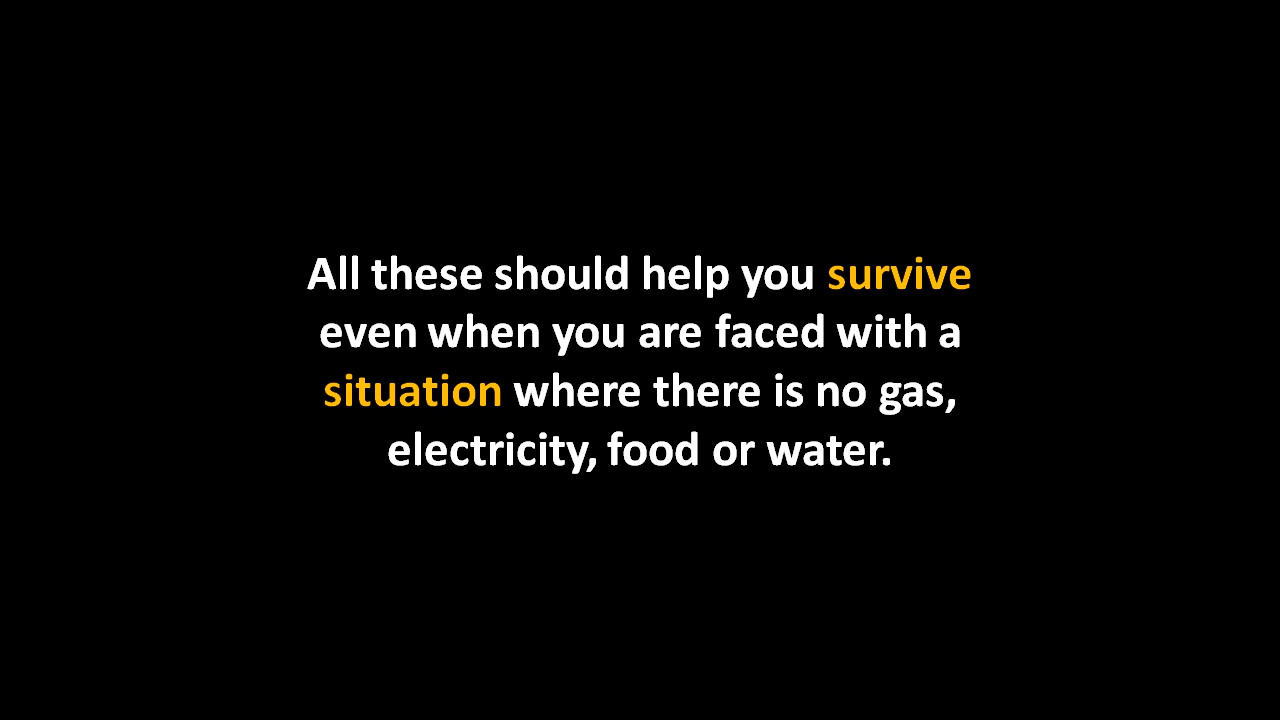 All these should help you survive
even when you are faced with a
situation where there is no gas,
electricity, food or water.